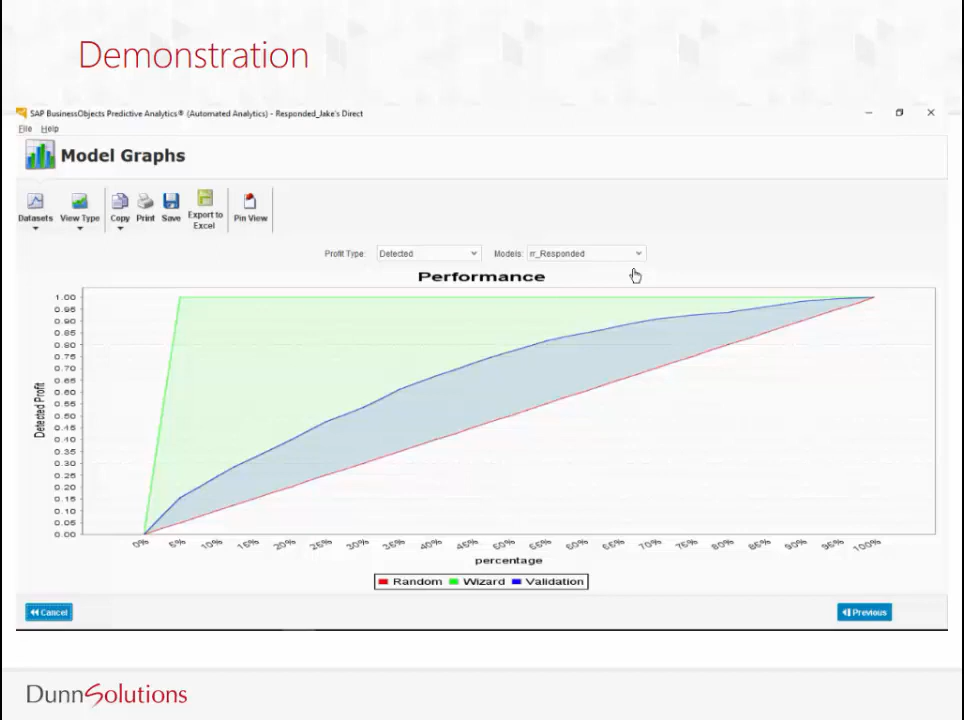 Demonstration
SAP BusinessObjects Predictive Analytics® (Automated Analytics) - Responded_Jake's Direct
File Help
Model Graphs
Datasets View Type Copy Print Save Export to Excel Pin View
Profit Type: Detected Models: rr_Responded
Performance
1.00
0.95
0.90
0.85
0.80
0.75
0.70
0.65
0.60
0.55
0.50
0.45
0.40
0.35
0.30
0.25
0.20
0.15
0.10
0.05
0.00
Detected Profit
0% 5% 10% 15% 20% 25% 30% 35% 40% 45% 50% 55% 60% 65% 70% 75% 80% 85% 90% 95% 100%
percentage
Random Wizard Validation
Cancel Previous
DunnSolutions